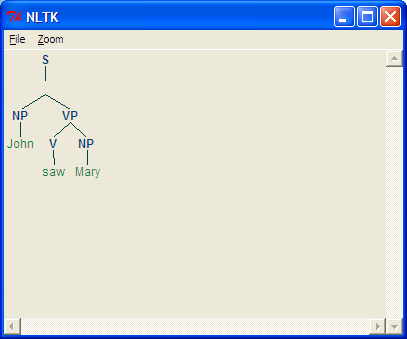 NLTK
File Zoom
S
NP VP
John V NP
saw Mary